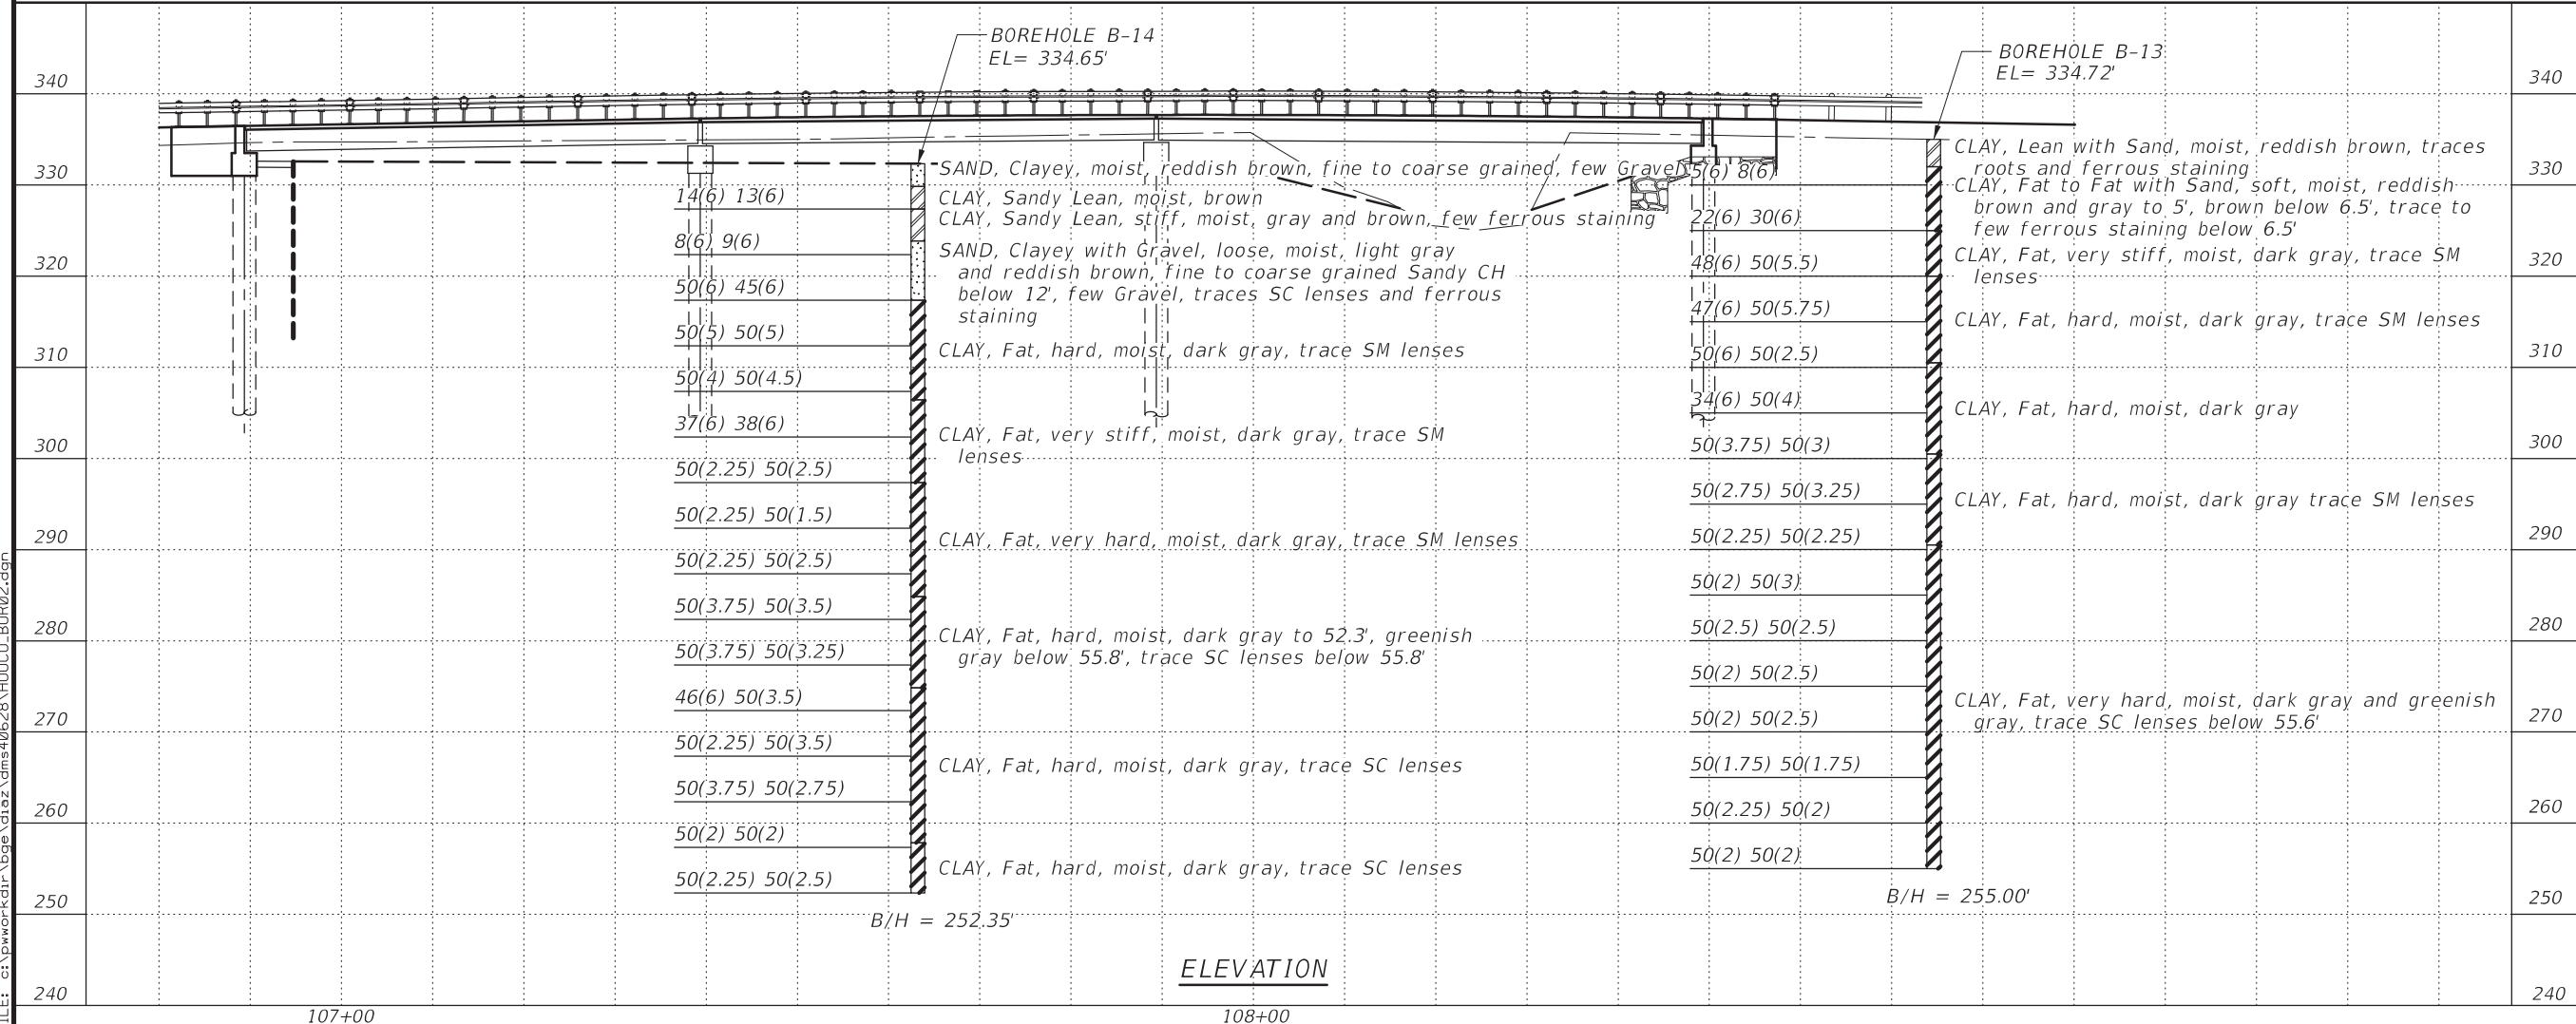 BOREHOLE B-14
EL= 334.65'
BOREHOLE B-13
EL= 334.72'
340
330
320
310
300
290
280
270
260
250
240
14(6) 13(6)
8(6) 9(6)
50(6) 45(6)
50(5) 50(5)
50(4) 50(4.5)
37(6) 38(6)
50(2.25) 50(2.5)
50(2.25) 50(1.5)
50(2.25) 50(2.5)
50(3.75) 50(3.5)
50(3.75) 50(3.25)
46(6) 50(3.5)
50(2.25) 50(3.5)
50(3.75) 50(2.75)
50(2) 50(2)
50(2.25) 50(2.5)
SAND, Clayey, moist, reddish brown, fine to coarse grained, few Gravel
CLAY, Sandy Lean, moist, brown
CLAY, Sandy Lean, stiff, moist, gray and brown, few ferrous staining
SAND, Clayey with Gravel, loose, moist, light gray
and reddish brown, fine to coarse grained Sandy CH
below 12', few Gravel, traces SC lenses and ferrous
staining
CLAY, Fat, hard, moist, dark gray, trace SM lenses
CLAY, Fat, very stiff, moist, dark gray, trace SM
lenses
CLAY, Fat, very hard, moist, dark gray, trace SM lenses
CLAY, Fat, hard, moist, dark gray to 52.3', greenish
gray below 55.8', trace SC lenses below 55.8'
CLAY, Fat, hard, moist, dark gray, trace SC lenses
CLAY, Fat, hard, moist, dark gray, trace SC lenses
B/H = 252.35'
5(6) 8(6)
22(6) 30(6)
48(6) 50(5.5)
47(6) 50(5.75)
50(6) 50(2.5)
34(6) 50(4)
50(3.75) 50(3)
50(2.75) 50(3.25)
50(2.25) 50(2.25)
50(2) 50(3)
50(2.5) 50(2.5)
50(2) 50(2.5)
50(2) 50(2.5)
50(1.75) 50(1.75)
50(2.25) 50(2)
50(2) 50(2)
CLAY, Lean with Sand, moist, reddish brown, traces
roots and ferrous staining
CLAY, Fat to Fat with Sand, soft, moist, reddish
brown and gray to 5', brown below 6.5', trace to
few ferrous staining below 6.5'
CLAY, Fat, very stiff, moist, dark gray, trace SM
lenses
CLAY, Fat, hard, moist, dark gray, trace SM lenses
CLAY, Fat, hard, moist, dark gray
CLAY, Fat, hard, moist, dark gray trace SM lenses
CLAY, Fat, very hard, moist, dark gray and greenish
gray, trace SC lenses below 55.6'
B/H = 255.00'
340
330
320
310
300
290
280
270
260
250
240
ELEVATION
107+00
108+00